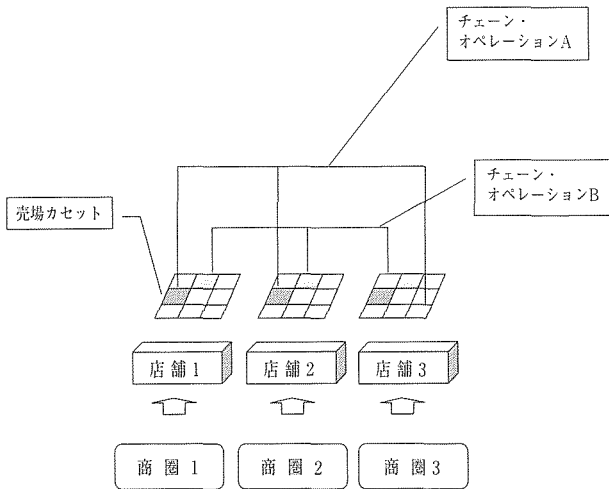 チェーン・
オペレーションA
チェーン・
オペレーションB
売場カセット
店舗1
店舗2
店舗3
商圏1
商圏2
商圏3